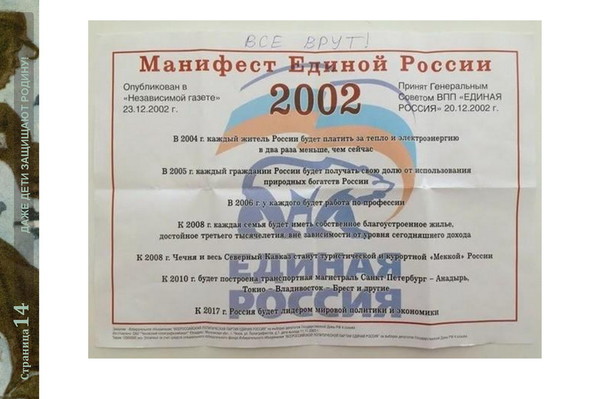 ВСЕ ВРУТ!
Манифест Единой России
Опубликован в
«Независимой газете»
23.12.2002 г.
2002
Принят Генеральным
Советом ВПП «ЕДИНАЯ
РОССИЯ» 20.12.2002 г.
В 2004 г. каждый житель России будет платить за тепло и электроэнергию
в два раза меньше, чем сейчас
В 2005 г. каждый гражданин России будет получать свою долю от использования
природных богатств России
В 2006 г. у каждого будет работа по профессии
К 2008 г. каждая семья будет иметь собственное благоустроенное жилье,
достойное третьего тысячелетия, вне зависимости от уровня сегодняшнего дохода
К 2008 г. Чечня и весь Северный Кавказ станут туристической и курортной «Меккой» России
К 2010 г. будет построена транспортная магистраль Санкт-Петербург – Анадырь,
Токио – Владивосток – Брест и другие
К 2017 г. Россия будет лидером мировой политики и экономики
ЕДИНАЯ
РОССИЯ
ДАЖЕ ДЕТИ ЗАЩИЩАЮТ РОДИНУ!
Страница 14